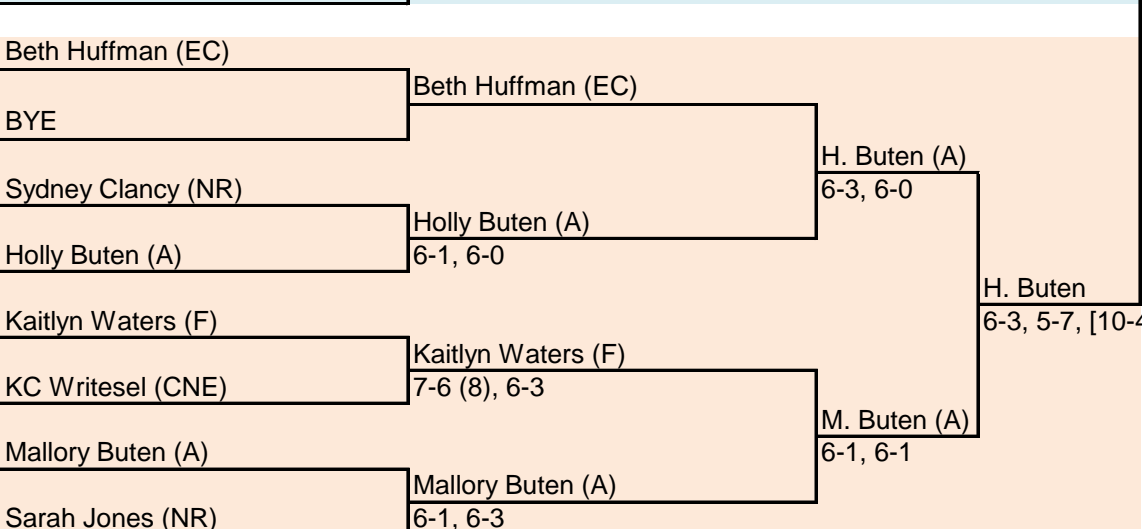 Beth Huffman (EC)
Beth Huffman (EC)
BYE
H. Buten (A)
Sydney Clancy (NR)
6-3, 6-0
Holly Buten (A)
Holly Buten (A)
6-1, 6-0
H. Buten
Kaitlyn Waters (F)
6-3, 5-7, [10-4
Kaitlyn Waters (F)
KC Writesel (CNE)
7-6 (8), 6-3
M. Buten (A)
Mallory Buten (A)
6-1, 6-1
Mallory Buten (A)
Sarah Jones (NR)
6-1, 6-3